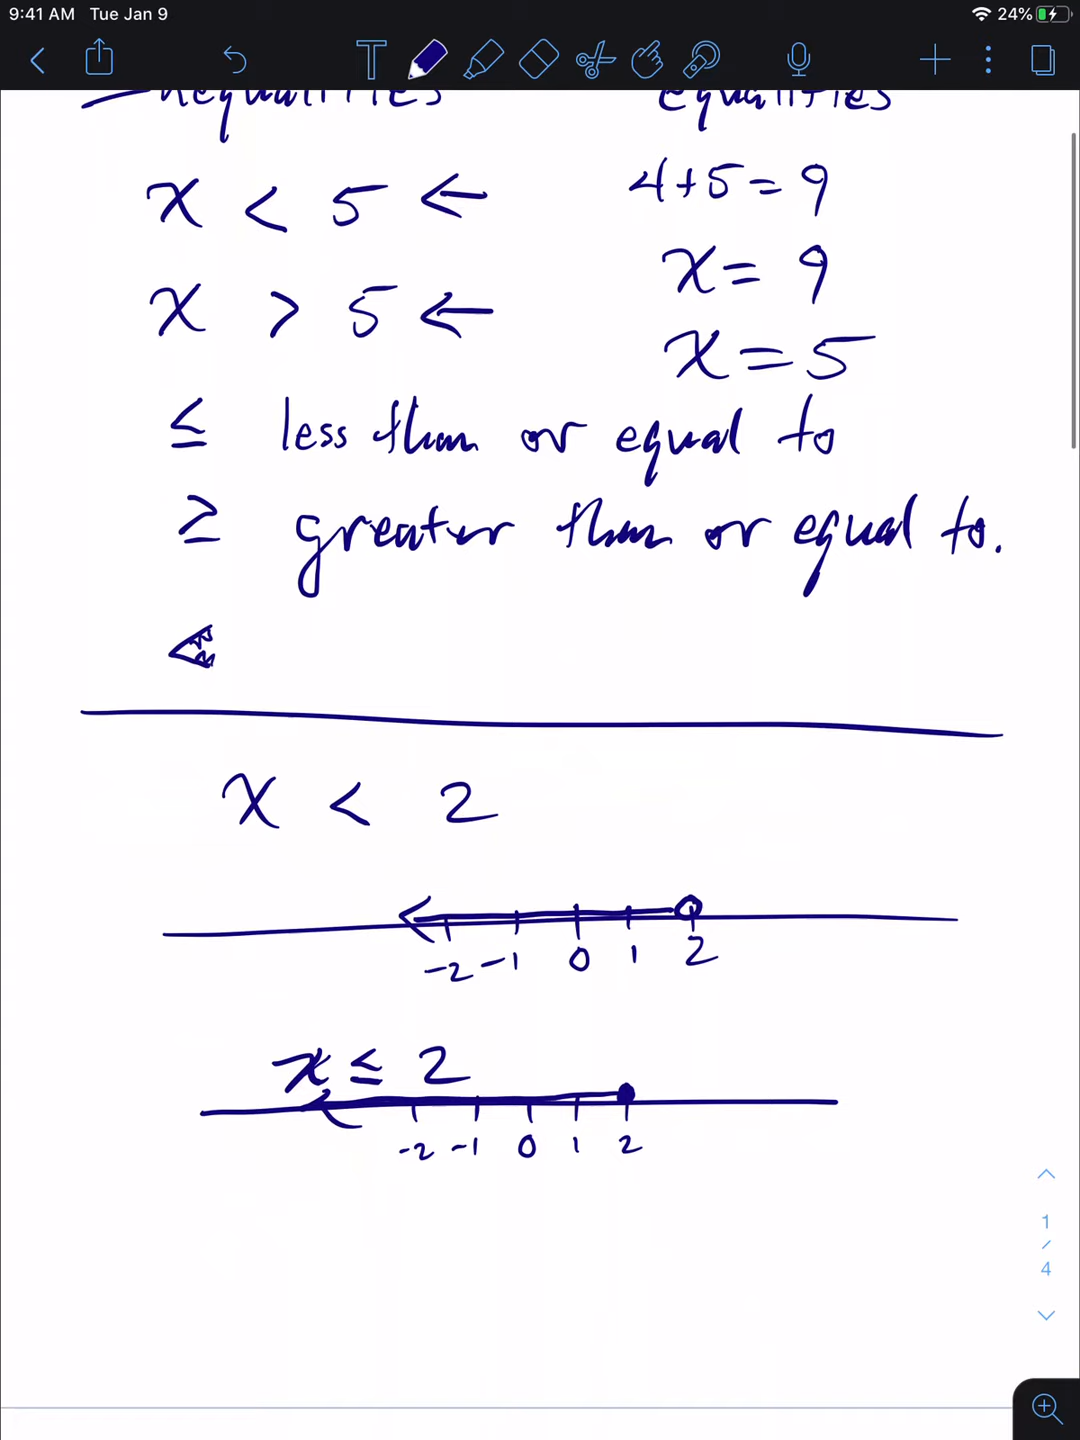 9:41 AM Tue Jan 9 24%
T
Inequalities equalities
x < 5 ← 4+5=9
x > 5 ← x= 9
x=5
≤ less than or equal to
≥ greater than or equal to.
x < 2
-2 -1 0 1 2
x ≤ 2
-2 -1 0 1 2
1
/
4